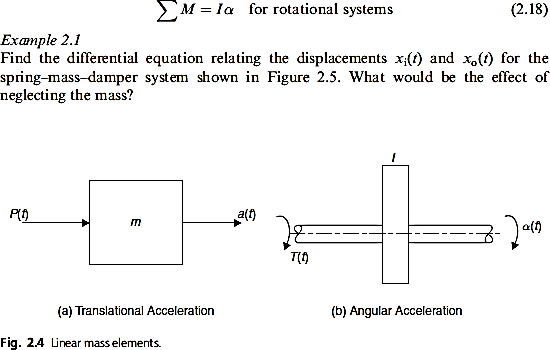 ∑ M = Iα for rotational systems (2.18)
Example 2.1
Find the differential equation relating the displacements xi(t) and xo(t) for the
spring–mass–damper system shown in Figure 2.5. What would be the effect of
neglecting the mass?
I
P(t) m a(t)
α(t)
T(t)
(a) Translational Acceleration (b) Angular Acceleration
Fig. 2.4 Linear mass elements.